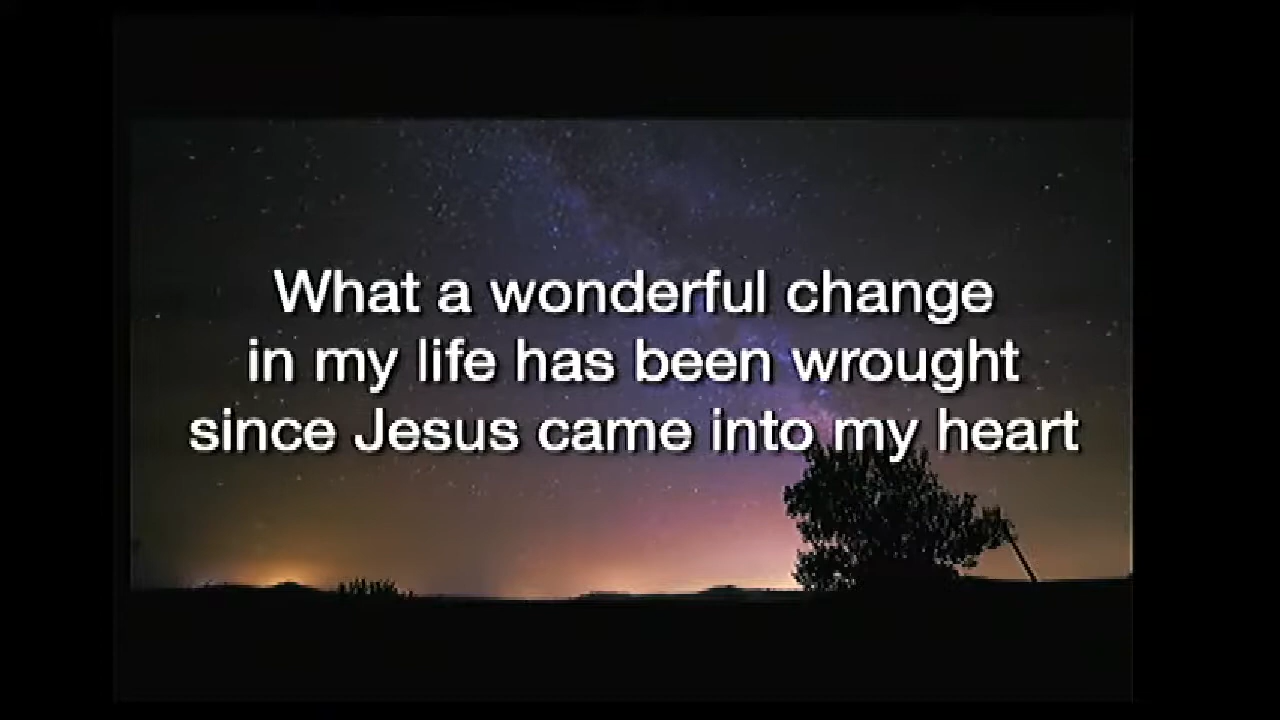 What a wonderful change
in my life has been wrought
since Jesus came into my heart